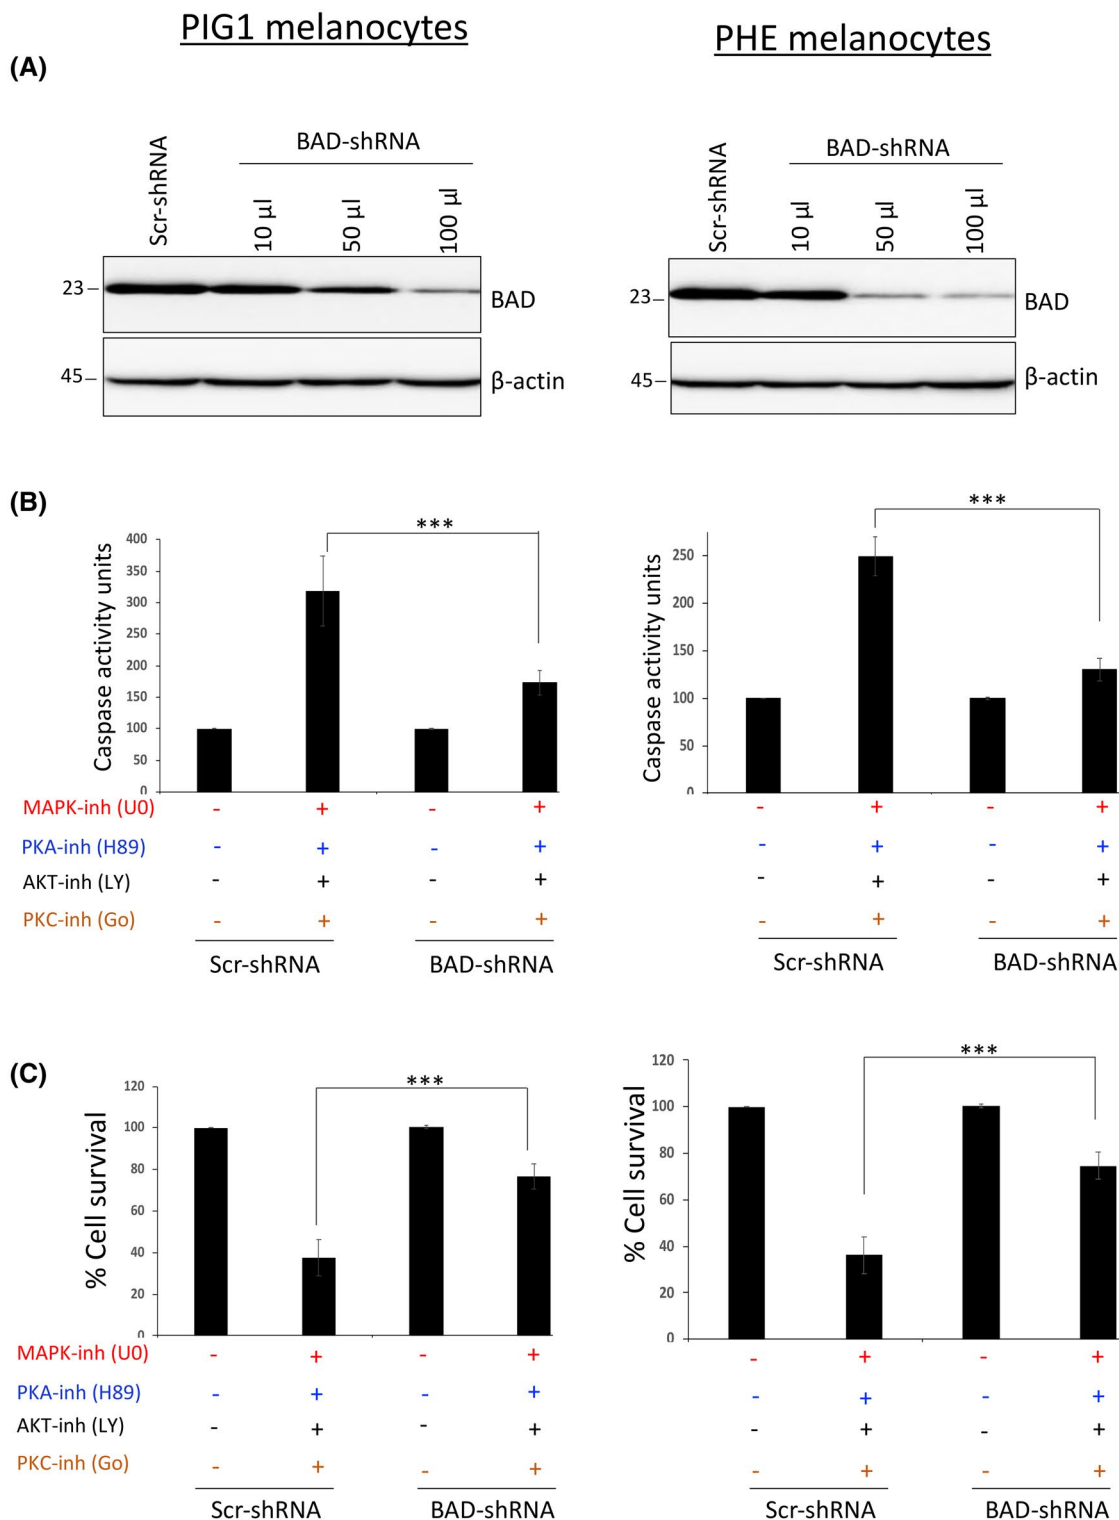 PIG1 melanocytes
PHE melanocytes
(A)
Scr-shRNA
BAD-shRNA
10 µl
50 µl
100 µl
23
BAD
45
β-actin
Scr-shRNA
BAD-shRNA
10 µl
50 µl
100 µl
23
BAD
45
β-actin
(B)
Caspase activity units
400
350
300
250
200
150
100
50
0
***
MAPK-inh (U0) - + - +
PKA-inh (H89) - + - +
AKT-inh (LY) - + - +
PKC-inh (Go) - + - +
Scr-shRNA BAD-shRNA
Caspase activity units
250
200
150
100
50
0
***
- + - +
- + - +
- + - +
- + - +
Scr-shRNA BAD-shRNA
(C)
% Cell survival
120
100
80
60
40
20
0
***
MAPK-inh (U0) - + - +
PKA-inh (H89) - + - +
AKT-inh (LY) - + - +
PKC-inh (Go) - + - +
Scr-shRNA BAD-shRNA
% Cell survival
120
100
80
60
40
20
0
***
- + - +
- + - +
- + - +
- + - +
Scr-shRNA BAD-shRNA